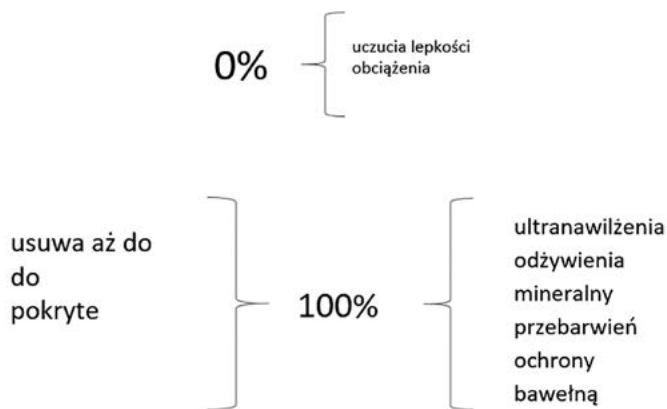 0%
uczucia lepkości
obciążenia
usuwa aż do
do
pokryte
100%
ultranawilżenia
odżywienia
mineralny
przebarwień
ochrony
bawełną